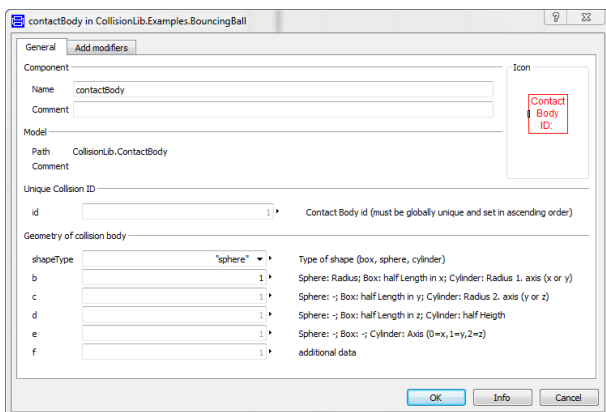 contactBody in CollisionLib.Examples.BouncingBall
General Add modifiers
Component
Icon
Name contactBody
Comment
Contact
Body
ID:
Model
Path CollisionLib.ContactBody
Comment
Unique Collision ID
id 1 Contact Body id (must be globally unique and set in ascending order)
Geometry of collision body
shapeType "sphere" Type of shape (box, sphere, cylinder)
b 1 Sphere: Radius; Box: half Length in x; Cylinder: Radius 1. axis (x or y)
c 1 Sphere: -; Box: half Length in y; Cylinder: Radius 2. axis (y or z)
d 1 Sphere: -; Box: half Length in z; Cylinder: half Heigth
e 1 Sphere: -; Box: -; Cylinder: Axis (0=x,1=y,2=z)
f 1 additional data
OK Info Cancel